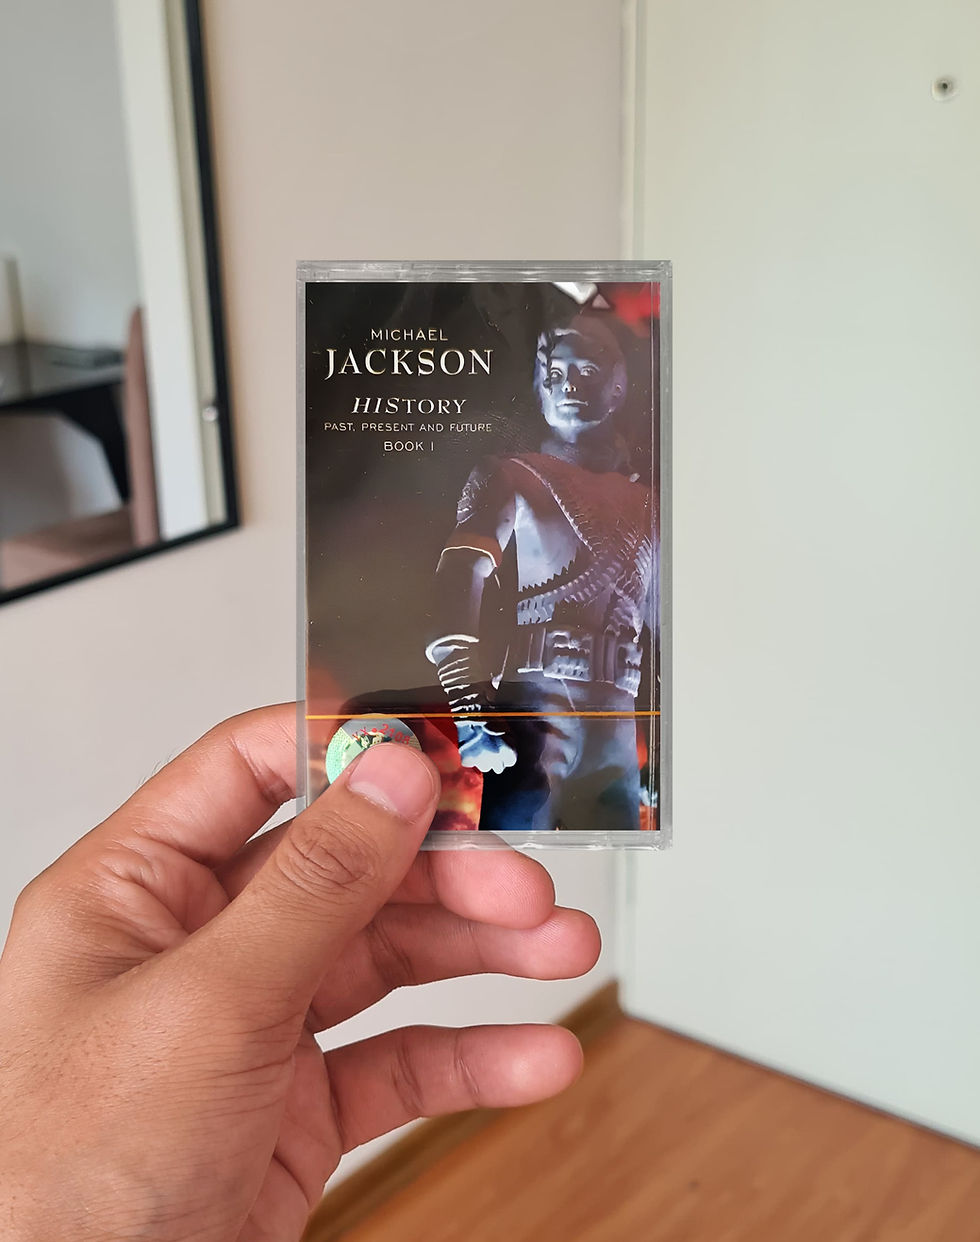 MICHAEL
JACKSON
HISTORY
PAST, PRESENT AND FUTURE
BOOK I